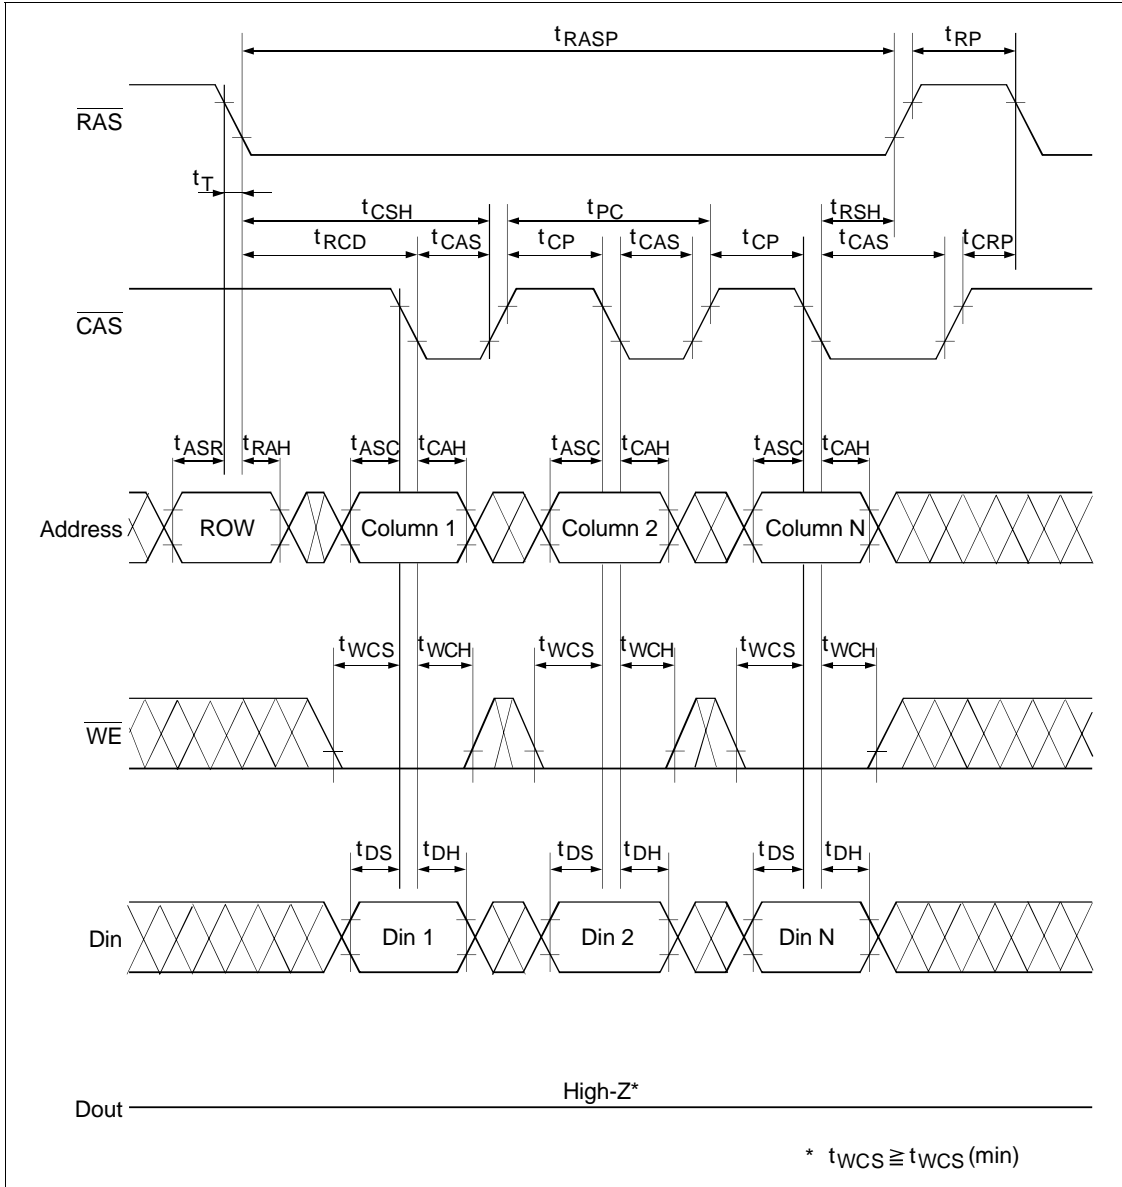 tRASP tRP
RAS
tT
tCSH tPC tRSH
tRCD tCAS tCP tCAS tCP tCAS tCRP
CAS
tASR tRAH tASC tCAH tASC tCAH tASC tCAH
Address ROW Column 1 Column 2 Column N
tWCS tWCH tWCS tWCH tWCS tWCH
WE
tDS tDH tDS tDH tDS tDH
Din Din 1 Din 2 Din N
High-Z*
Dout
* tWCS ≧ tWCS (min)